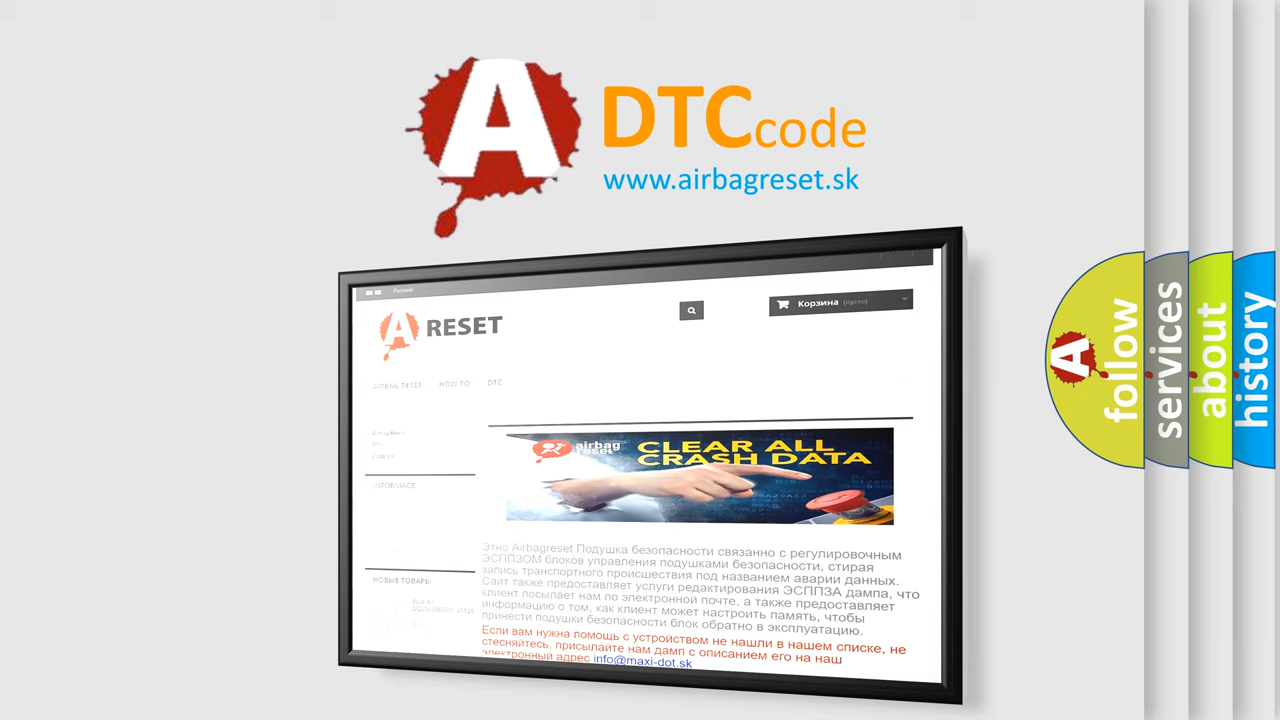 A
DTCcode
www.airbagreset.sk
Русский
Корзина (пусто)
A RESET
AIRBAG RESET HOW TO DTC
INFORMACE
airbag
reset
CLEAR ALL
CRASH DATA
Этно Airbagreset Подушка безопасности связанно с регулировочным
ЭСППЗОМ блоков управления подушками безопасности, стирая
запись транспортного происшествия под названием аварии данных.
Сайт также предоставляет услуги редактирования ЭСППЗА дампа, что
клиент посылает нам по электронной почте, а также предоставляет
информацию о том, как клиент может настроить память, чтобы
принести подушки безопасности блок обратно в эксплуатацию.
Если вам нужна помощь с устройством не нашли в нашем списке, не
стесняйтесь, присылайте нам дамп с описанием его на наш
электронный адрес info@maxi-dot.sk
НОВЫЕ ТОВАРЫ
A
follow
services
about
history